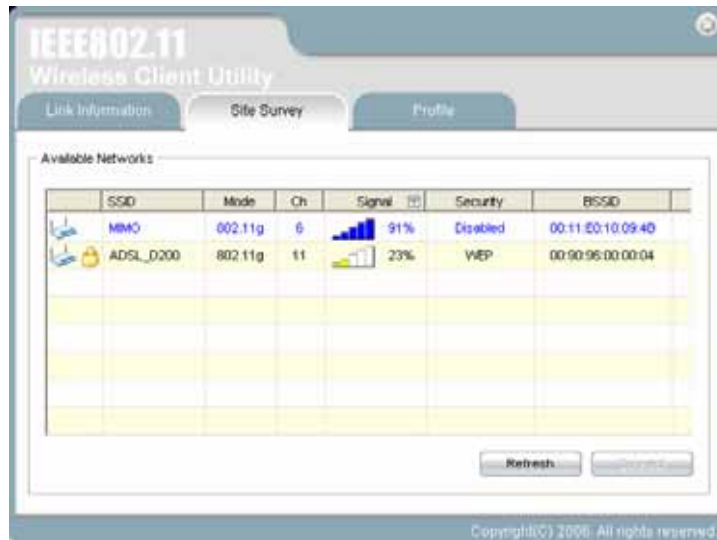 IEEE802.11
Wireless Client Utility
Link Information Site Survey Profile
Available Networks
SSID Mode Ch Signal Security BSSID
MIMO 802.11g 6 91% Disabled 00:11:E0:10:09:4B
ADSL_D200 802.11g 11 23% WEP 00:90:96:00:00:04
Refresh
Copyright(C) 2006. All rights reserved